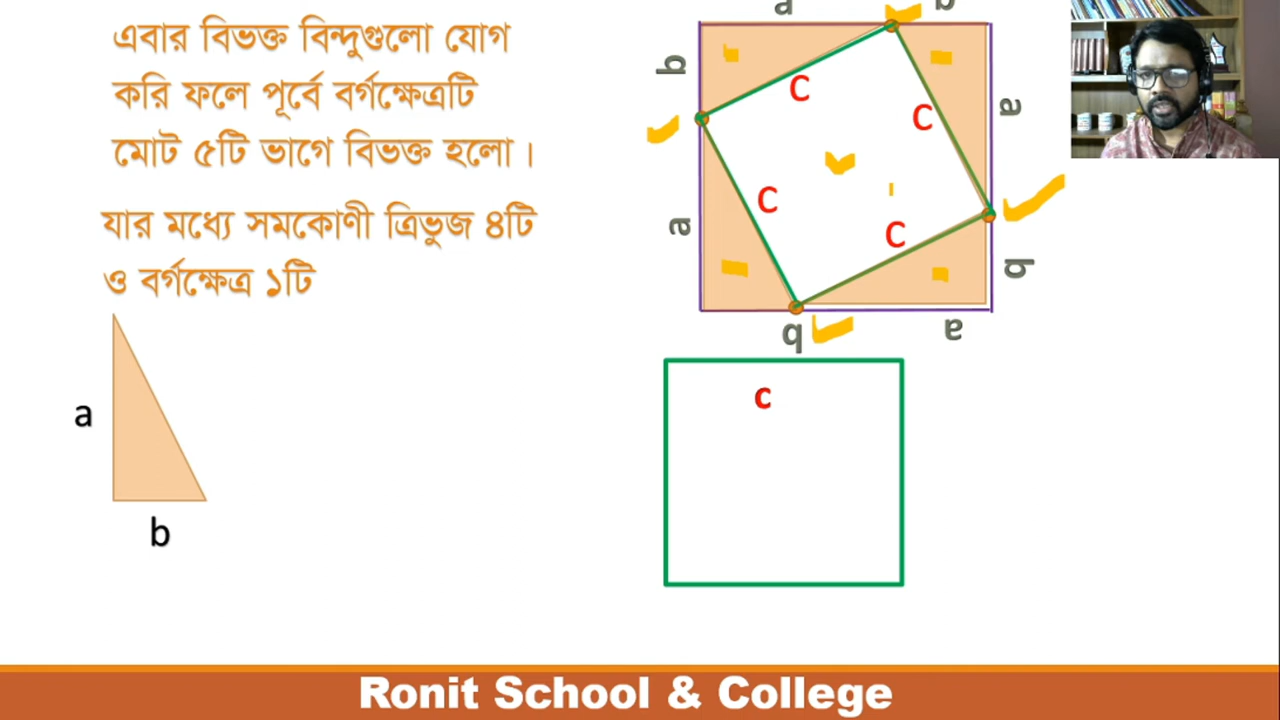 এবার বিভক্ত বিন্দুগুলো যোগ
করি ফলে পূর্বে বর্গক্ষেত্রটি
মোট ৫টি ভাগে বিভক্ত হলো।
যার মধ্যে সমকোণী ত্রিভুজ ৪টি
ও বর্গক্ষেত্র ১টি
a
b
a
b
b
a
C
C
C
C
a
b
b
a
c
Ronit School & College